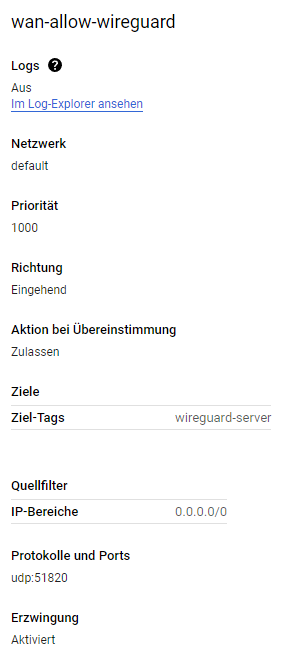 wan-allow-wireguard
Logs ?
Aus
Im Log-Explorer ansehen
Netzwerk
default
Priorität
1000
Richtung
Eingehend
Aktion bei Übereinstimmung
Zulassen
Ziele
Ziel-Tags wireguard-server
Quellfilter
IP-Bereiche 0.0.0.0/0
Protokolle und Ports
udp:51820
Erzwingung
Aktiviert